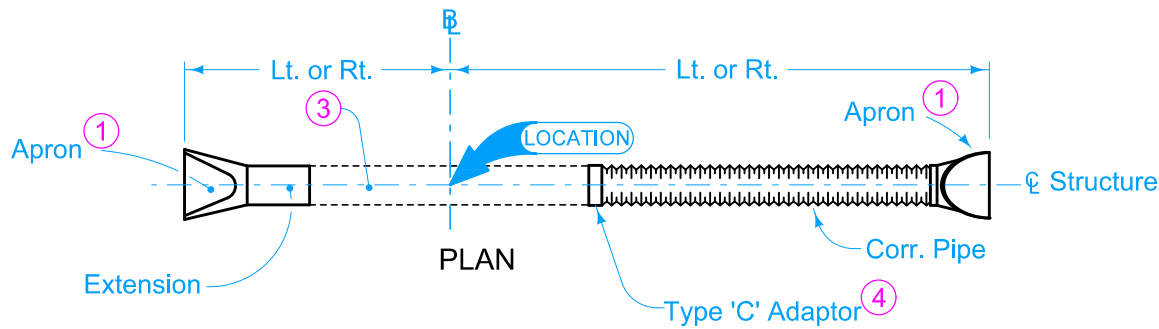 ℄
Lt. or Rt.
Lt. or Rt.
3
1
Apron
1
Apron
LOCATION
℄ Structure
PLAN
Corr. Pipe
Extension
Type 'C' Adaptor 4